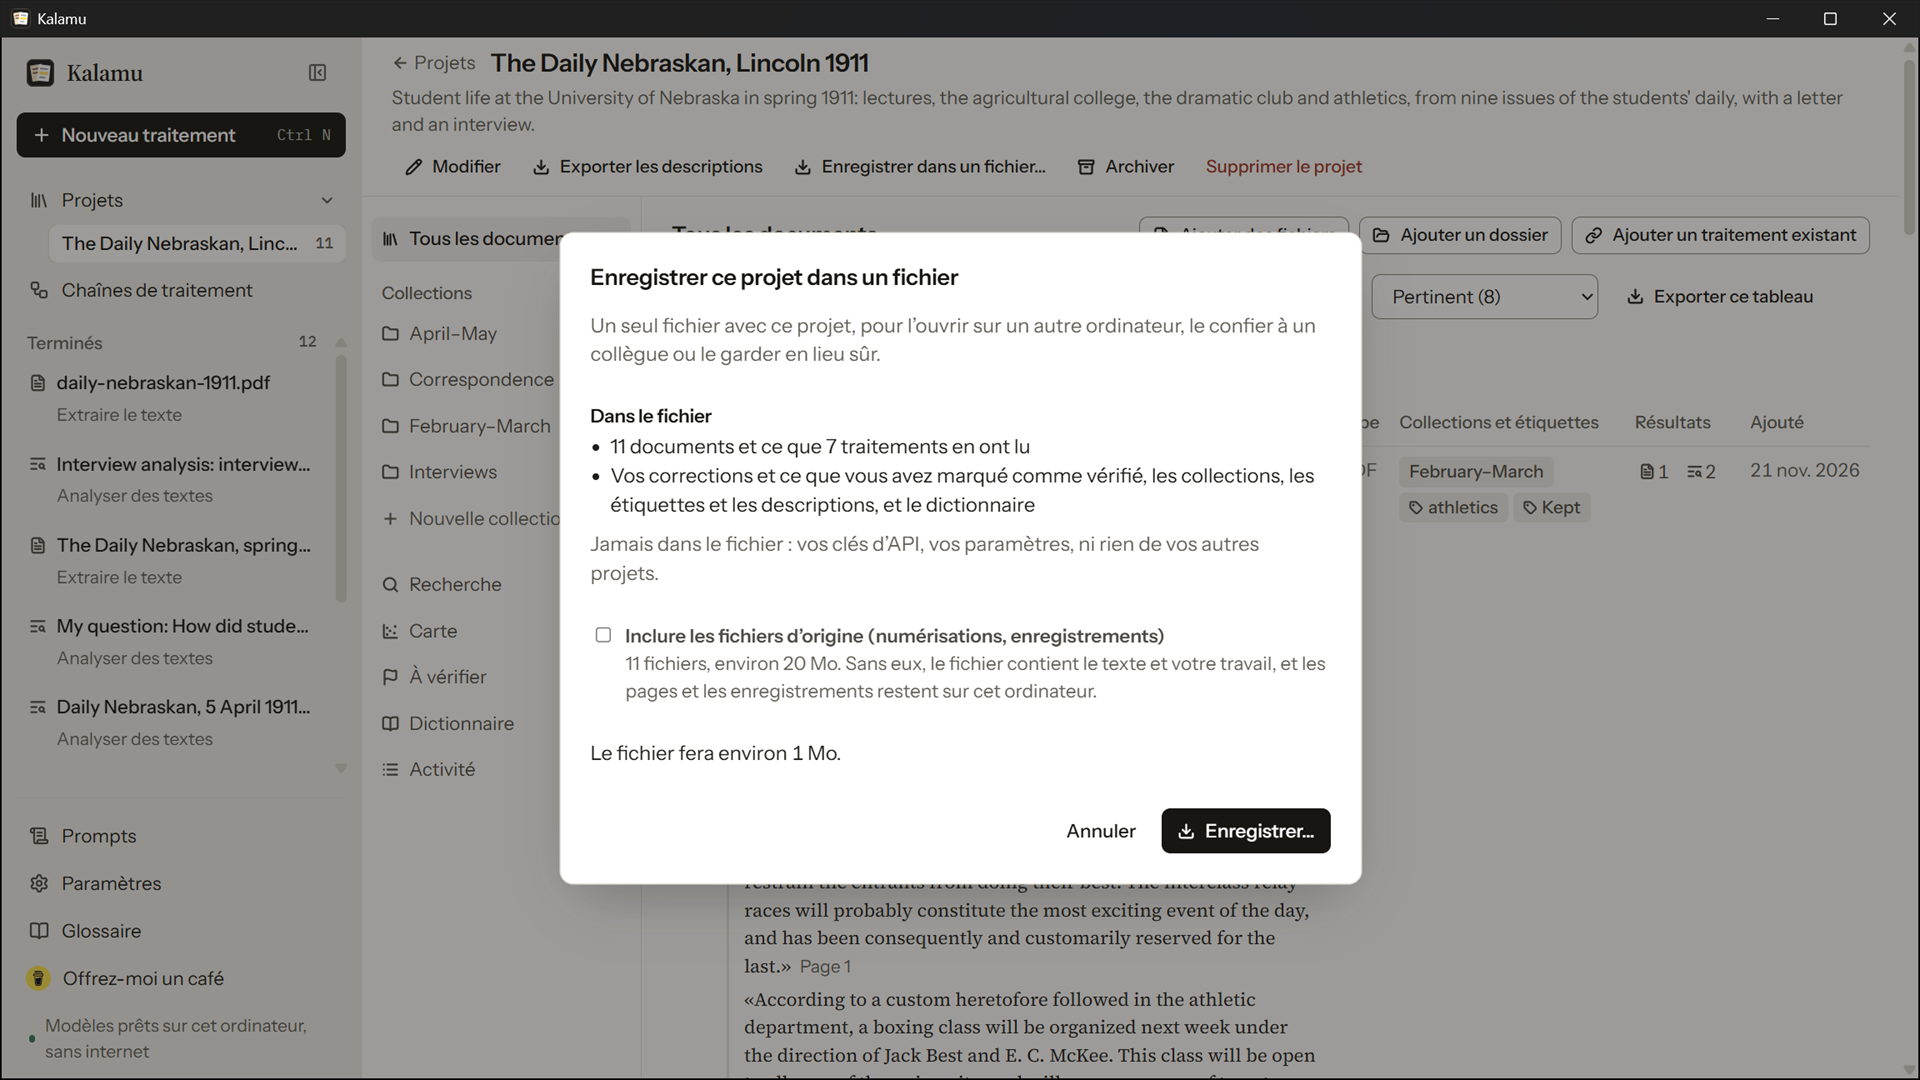 Kalamu
Kalamu
Nouveau traitement Ctrl N
Projets
The Daily Nebraskan, Linc... 11
Chaînes de traitement
Terminés 12
daily-nebraskan-1911.pdf
Extraire le texte
Interview analysis: interview...
Analyser des textes
The Daily Nebraskan, spring...
Extraire le texte
My question: How did stude...
Analyser des textes
Daily Nebraskan, 5 April 1911...
Analyser des textes
Prompts
Paramètres
Glossaire
Offrez-moi un café
Modèles prêts sur cet ordinateur,
sans internet
Projets The Daily Nebraskan, Lincoln 1911
Student life at the University of Nebraska in spring 1911: lectures, the agricultural college, the dramatic club and athletics, from nine issues of the students' daily, with a letter
and an interview.
Modifier Exporter les descriptions Enregistrer dans un fichier... Archiver Supprimer le projet
Tous les documen
Collections
April–May
Correspondence
February–March
Interviews
Nouvelle collectio
Recherche
Carte
À vérifier
Dictionnaire
Activité
Tous les documents
Ajouter des fichiers Ajouter un dossier Ajouter un traitement existant
Pertinent (8) Exporter ce tableau
Collections et étiquettes Résultats Ajouté
February–March 1 2 21 nov. 2026
athletics Kept
Enregistrer ce projet dans un fichier
Un seul fichier avec ce projet, pour l’ouvrir sur un autre ordinateur, le confier à un
collègue ou le garder en lieu sûr.
Dans le fichier
• 11 documents et ce que 7 traitements en ont lu
• Vos corrections et ce que vous avez marqué comme vérifié, les collections, les
étiquettes et les descriptions, et le dictionnaire
Jamais dans le fichier : vos clés d’API, vos paramètres, ni rien de vos autres
projets.
Inclure les fichiers d’origine (numérisations, enregistrements)
11 fichiers, environ 20 Mo. Sans eux, le fichier contient le texte et votre travail, et les
pages et les enregistrements restent sur cet ordinateur.
Le fichier fera environ 1 Mo.
Annuler Enregistrer...
restrain the entrants from doing their best. The interclass relay
races will probably constitute the most exciting event of the day,
and has been consequently and customarily reserved for the
last.» Page 1
«According to a custom heretofore followed in the athletic
department, a boxing class will be organized next week under
the direction of Jack Best and E. C. McKee. This class will be open